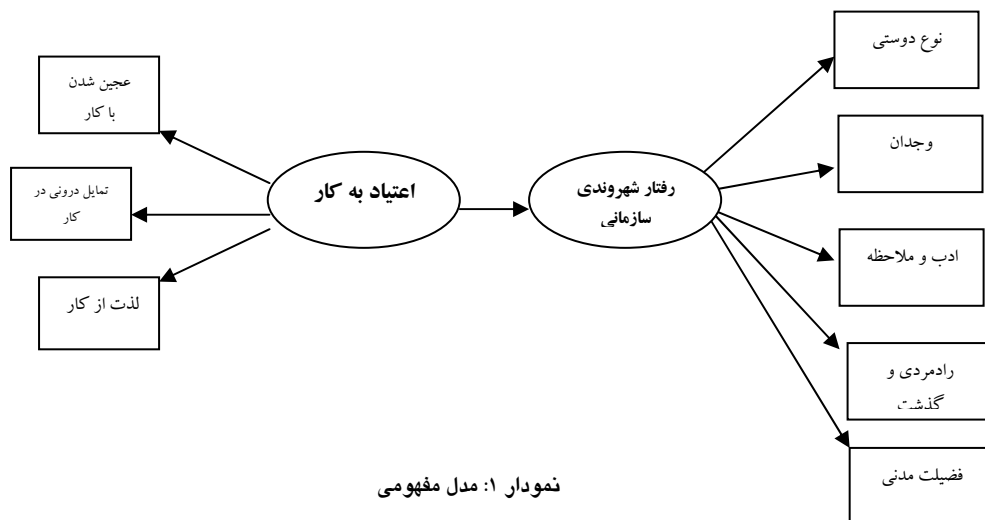 نوع دوستی
عجین شدن
با کار
وجدان
اعتیاد به کار
رفتار شهروندی
سازمانی
تمایل درونی در
کار
ادب و ملاحظه
لذت از کار
رادمردی و
گذشت
فضیلت مدنی
نمودار ۱: مدل مفهومی